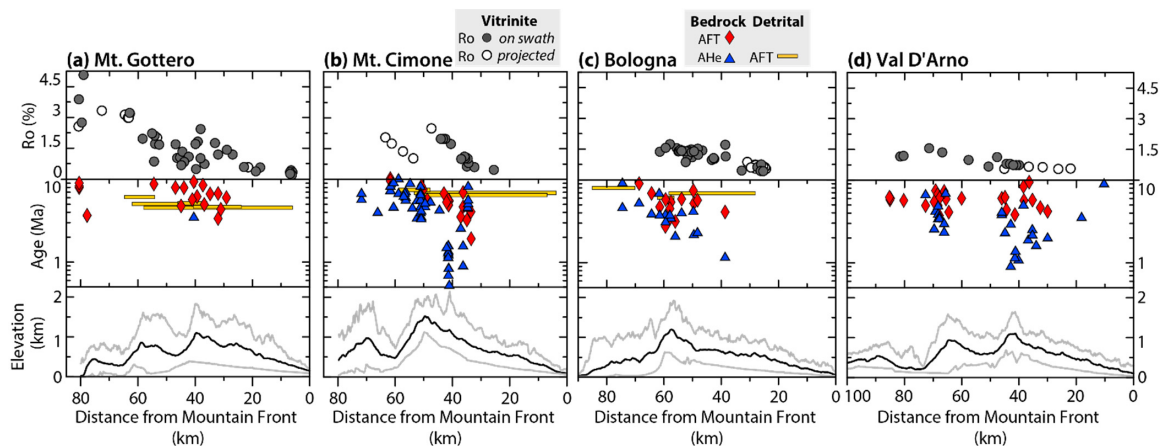 Vitrinite
Ro on swath
Ro projected
Bedrock Detrital
AFT
AHe AFT
(a) Mt. Gottero
(b) Mt. Cimone
(c) Bologna
(d) Val D'Arno
Ro (%)
4.5
3
1.5
0
4.5
3
1.5
0
Age (Ma)
10
1
10
1
Elevation
(km)
2
1
0
2
1
0
80 60 40 20 0
80 60 40 20 0
80 60 40 20 0
100 80 60 40 20 0
Distance from Mountain Front
(km)
Distance from Mountain Front
(km)
Distance from Mountain Front
(km)
Distance from Mountain Front
(km)